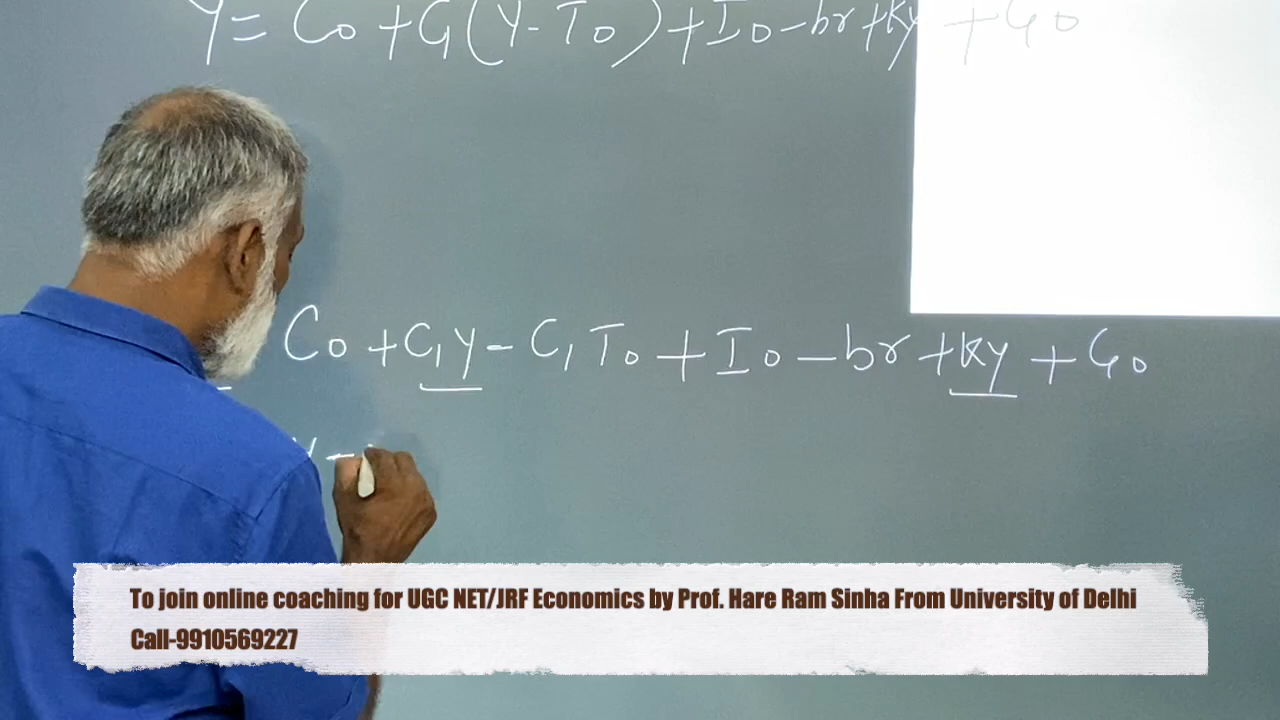 Y = C0 + C1(Y - T0) + I0 - br + ky + G0
C0 + C1Y - C1T0 + I0 - br + ky + G0
Y -
To join online coaching for UGC NET/JRF Economics by Prof. Hare Ram Sinha From University of Delhi
Call-9910569227